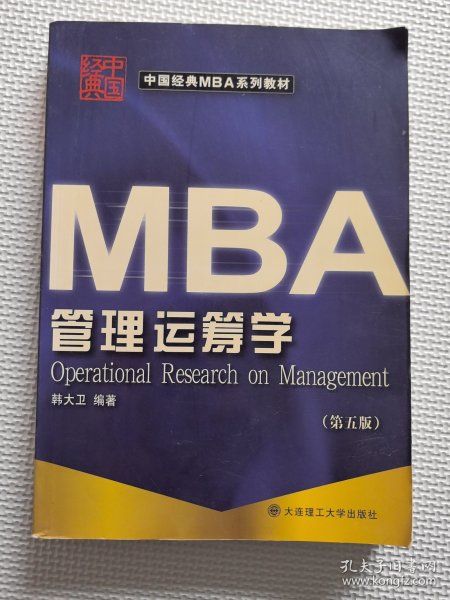 中国经典
中国经典MBA系列教材
MBA
管理运筹学
Operational Research on Management
韩大卫 编著
(第五版)
大连理工大学出版社
孔夫子旧书网
www.kongfz.com